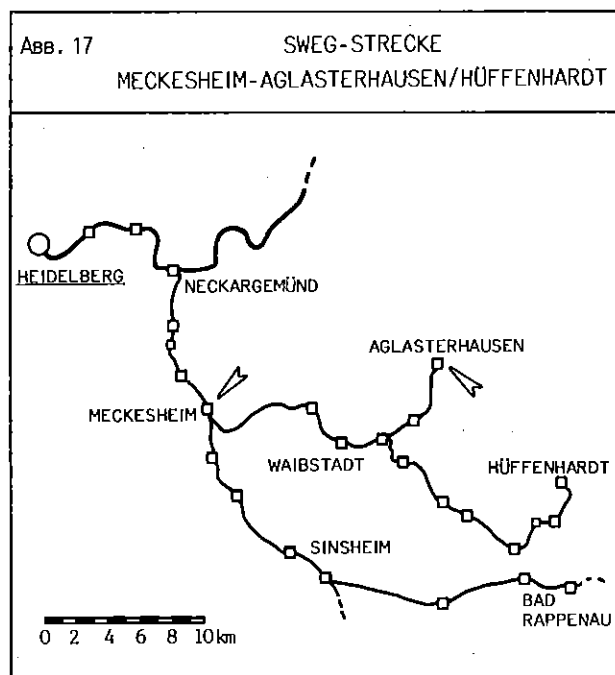 ABB. 17
SWEG-STRECKE
MECKESHEIM-AGLASTERHAUSEN/HÜFFENHARDT
HEIDELBERG
NECKARGEMÜND
AGLASTERHAUSEN
MECKESHEIM
WAIBSTADT
HÜFFENHARDT
SINSHEIM
BAD
RAPPENAU
0 2 4 6 8 10km